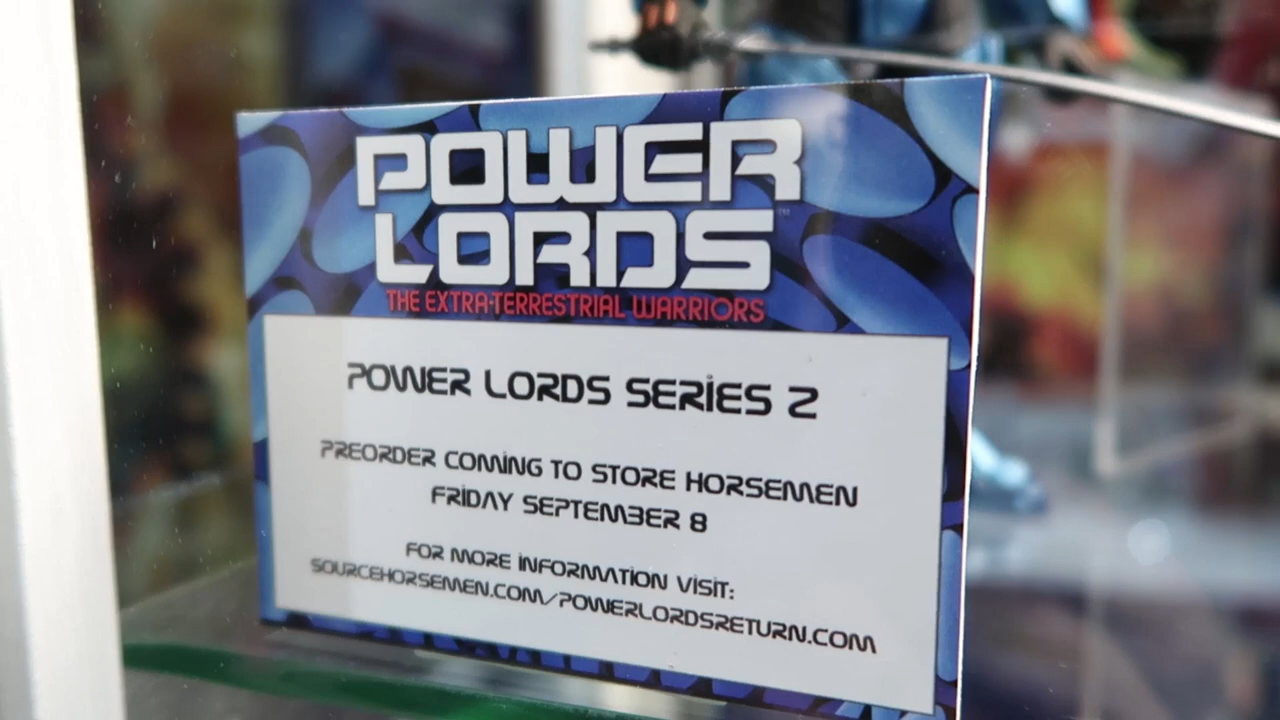 POWER
LORDS™
THE EXTRA-TERRESTRIAL WARRIORS
POWER LORDS SERIES 2
PREORDER COMING TO STORE HORSEMEN
FRIDAY SEPTEMBER 8
FOR MORE INFORMATION VISIT:
SOURCEHORSEMEN.COM/POWERLORDSRETURN.COM